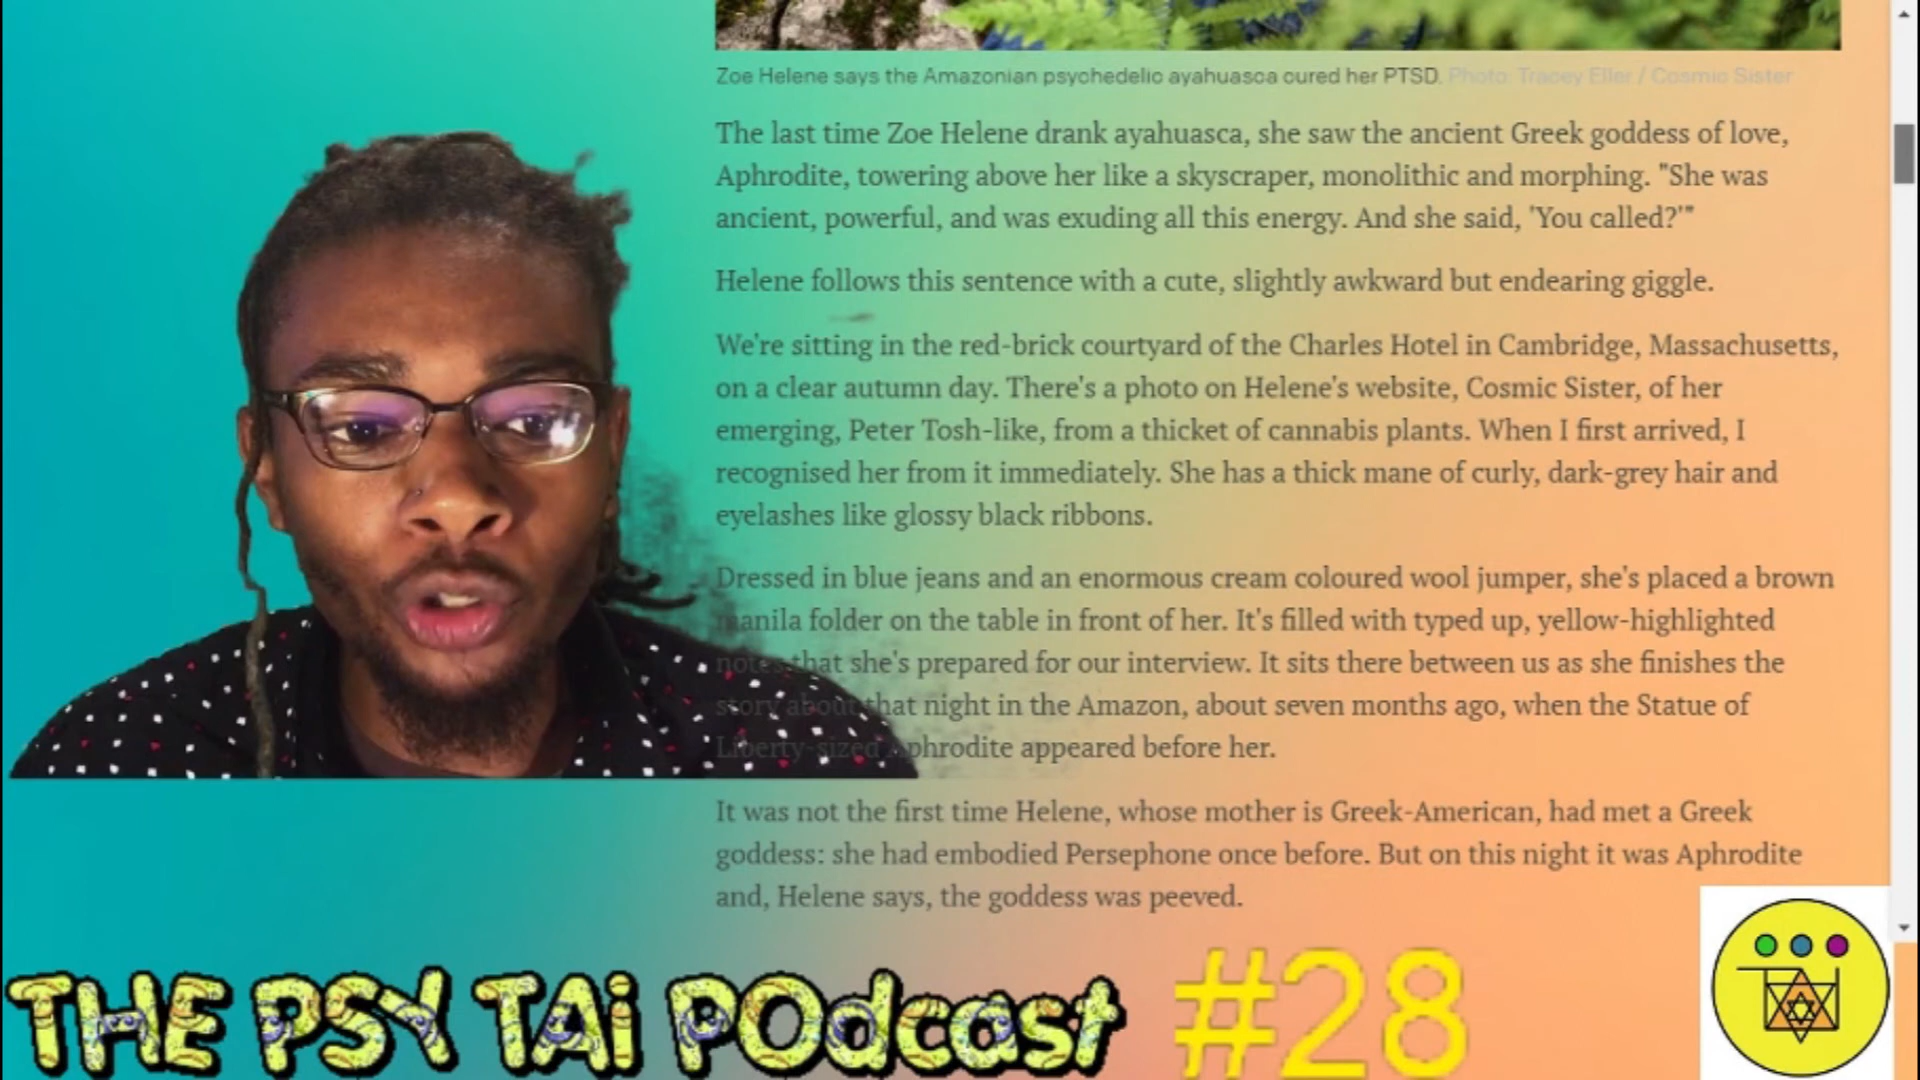 Zoe Helene says the Amazonian psychedelic ayahuasca cured her PTSD. Photo: Tracey Eller / Cosmic Sister
The last time Zoe Helene drank ayahuasca, she saw the ancient Greek goddess of love,
Aphrodite, towering above her like a skyscraper, monolithic and morphing. "She was
ancient, powerful, and was exuding all this energy. And she said, 'You called?'"
Helene follows this sentence with a cute, slightly awkward but endearing giggle.
We're sitting in the red-brick courtyard of the Charles Hotel in Cambridge, Massachusetts,
on a clear autumn day. There's a photo on Helene's website, Cosmic Sister, of her
emerging, Peter Tosh-like, from a thicket of cannabis plants. When I first arrived, I
recognised her from it immediately. She has a thick mane of curly, dark-grey hair and
eyelashes like glossy black ribbons.
Dressed in blue jeans and an enormous cream coloured wool jumper, she's placed a brown
manila folder on the table in front of her. It's filled with typed up, yellow-highlighted
notes that she's prepared for our interview. It sits there between us as she finishes the
story about that night in the Amazon, about seven months ago, when the Statue of
Liberty-sized Aphrodite appeared before her.
It was not the first time Helene, whose mother is Greek-American, had met a Greek
goddess: she had embodied Persephone once before. But on this night it was Aphrodite
and, Helene says, the goddess was peeved.
THE PSY TAi POdcast #28